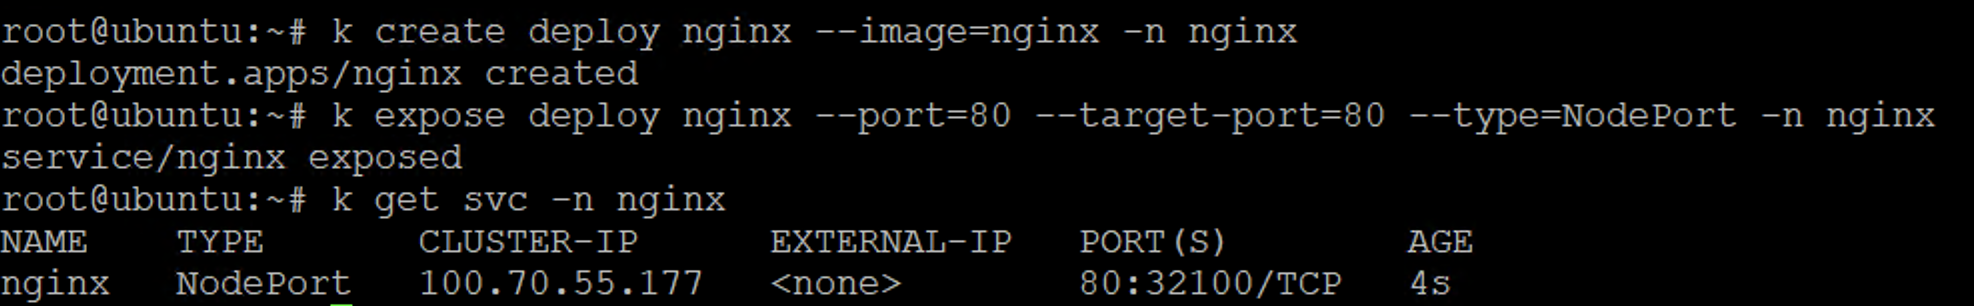 root@ubuntu:~# k create deploy nginx --image=nginx -n nginx
deployment.apps/nginx created
root@ubuntu:~# k expose deploy nginx --port=80 --target-port=80 --type=NodePort -n nginx
service/nginx exposed
root@ubuntu:~# k get svc -n nginx
NAME    TYPE       CLUSTER-IP      EXTERNAL-IP   PORT(S)        AGE
nginx   NodePort   100.70.55.177   <none>        80:32100/TCP   4s